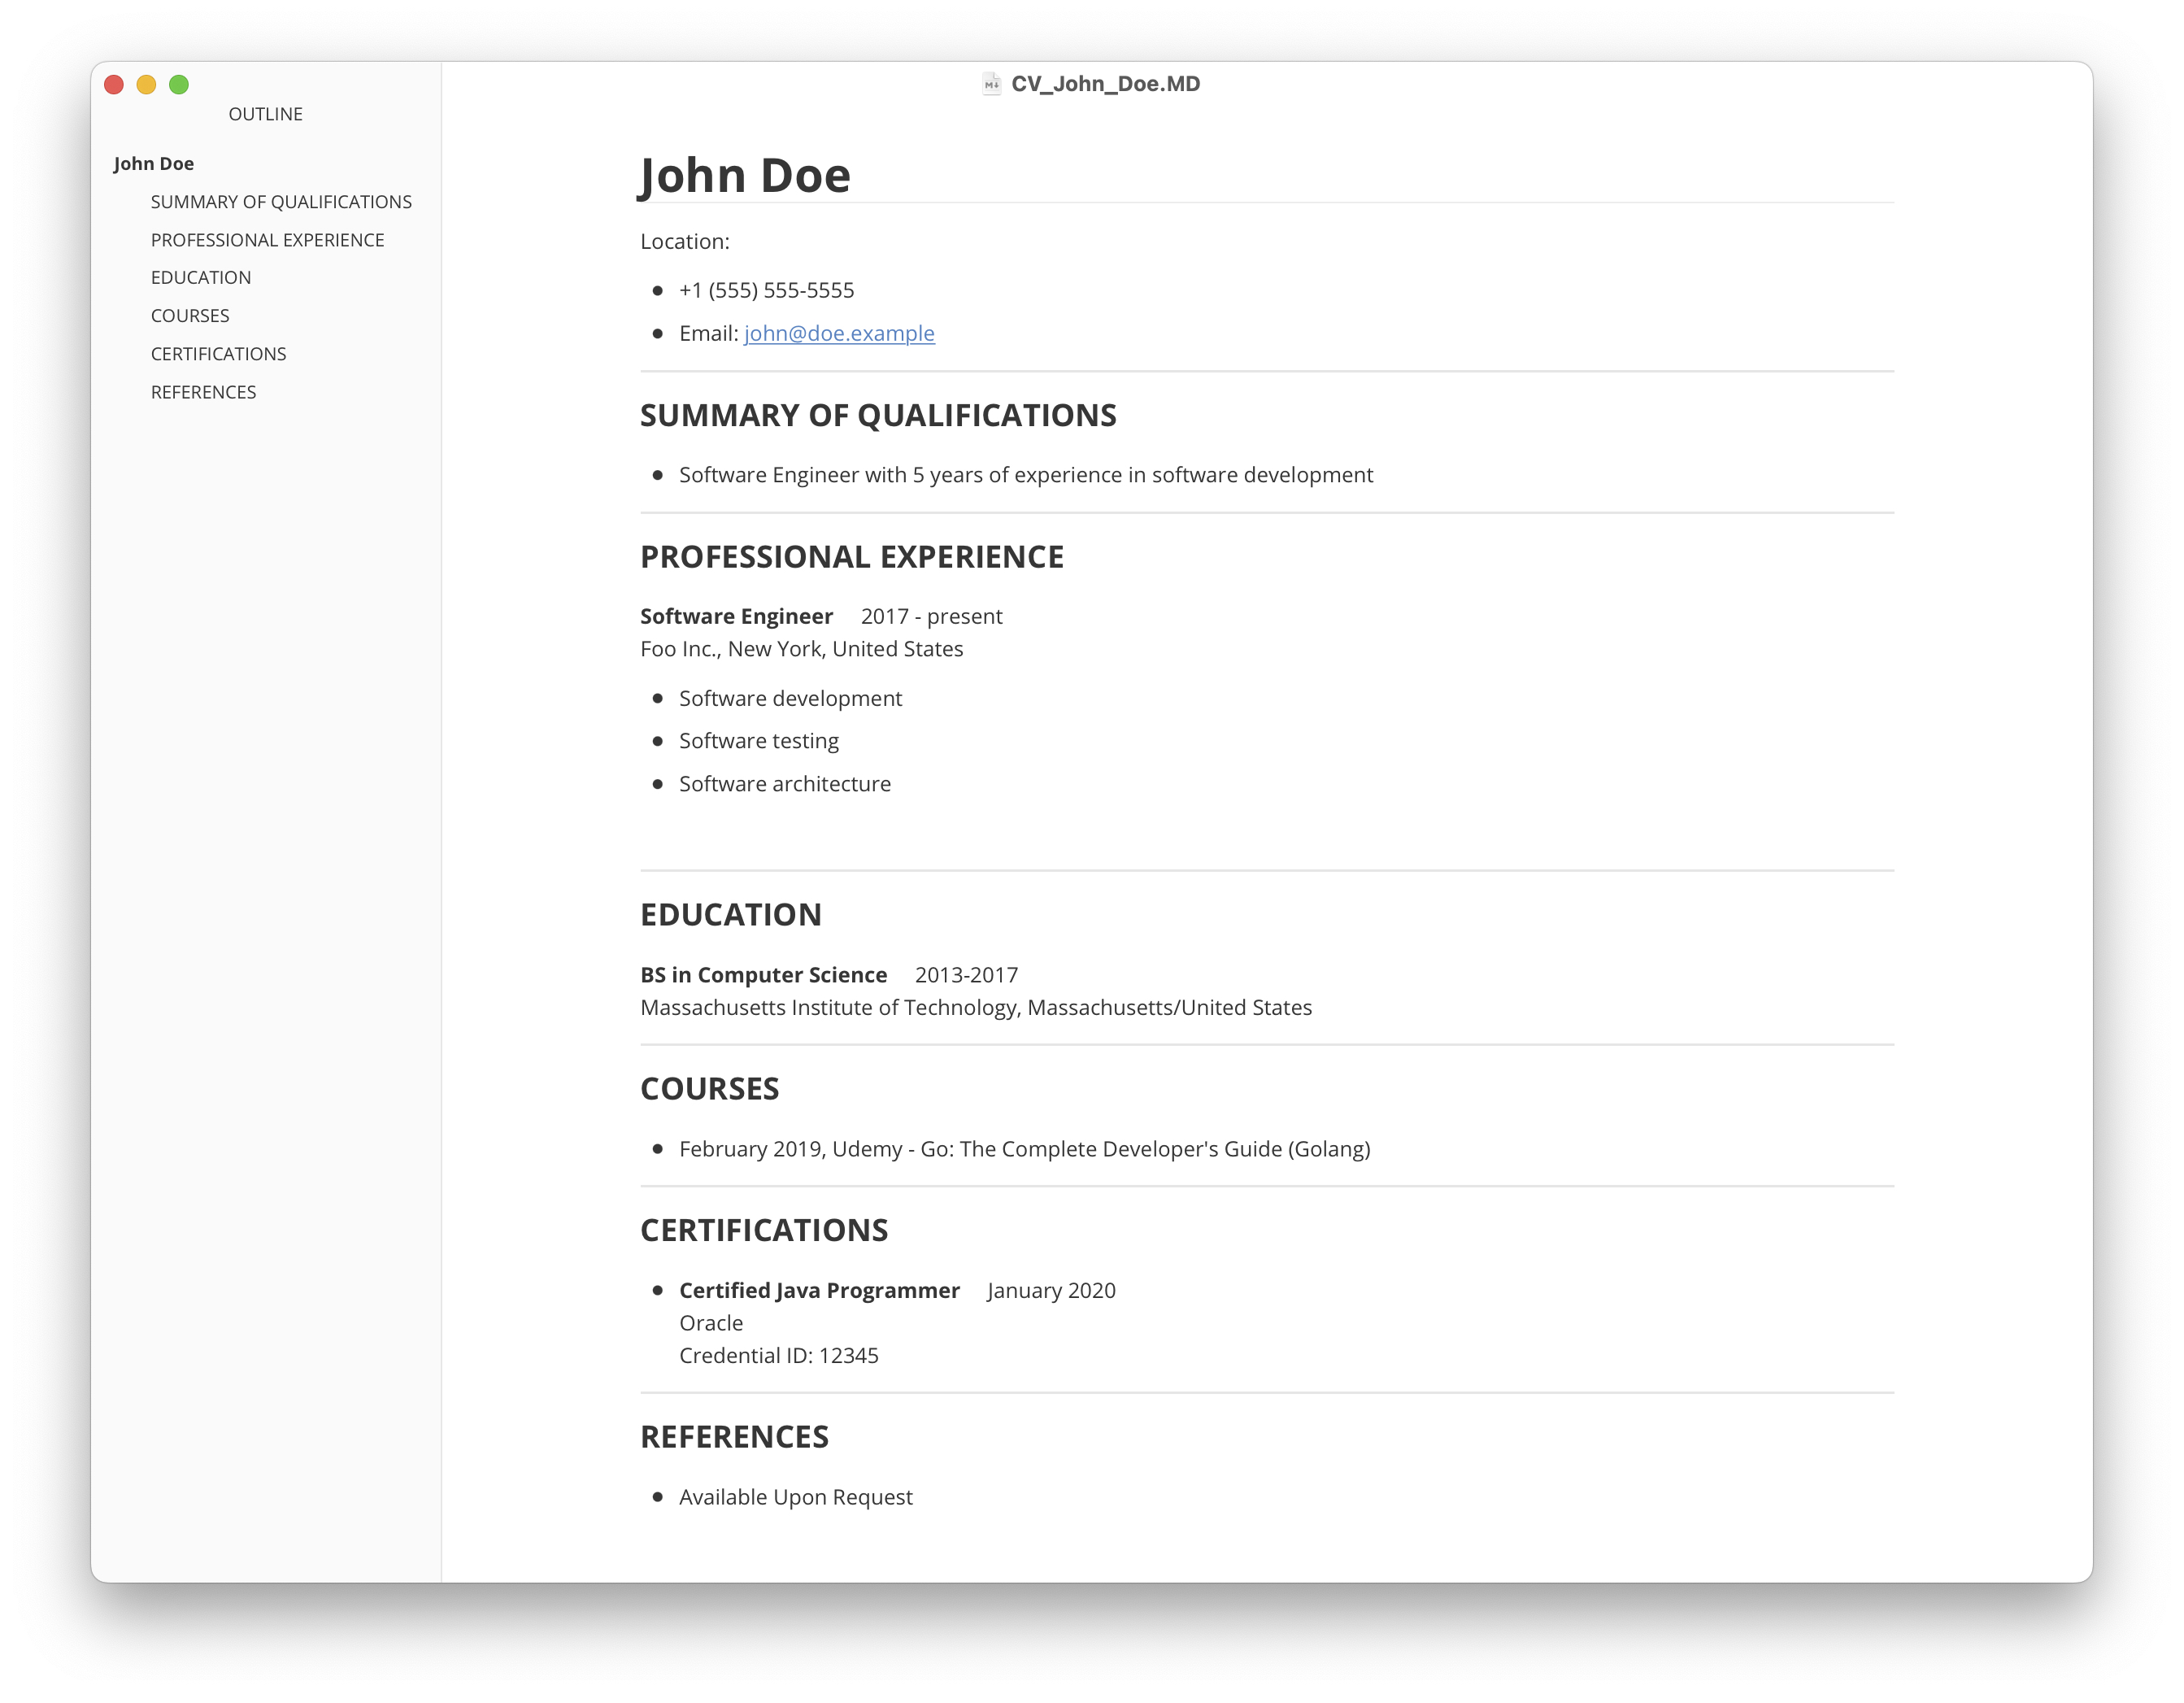 CV_John_Doe.MD
OUTLINE
John Doe
SUMMARY OF QUALIFICATIONS
PROFESSIONAL EXPERIENCE
EDUCATION
COURSES
CERTIFICATIONS
REFERENCES
John Doe
Location:
+1 (555) 555-5555
Email: john@doe.example
SUMMARY OF QUALIFICATIONS
Software Engineer with 5 years of experience in software development
PROFESSIONAL EXPERIENCE
Software Engineer 2017 - present
Foo Inc., New York, United States
Software development
Software testing
Software architecture
EDUCATION
BS in Computer Science 2013-2017
Massachusetts Institute of Technology, Massachusetts/United States
COURSES
February 2019, Udemy - Go: The Complete Developer's Guide (Golang)
CERTIFICATIONS
Certified Java Programmer January 2020
Oracle
Credential ID: 12345
REFERENCES
Available Upon Request